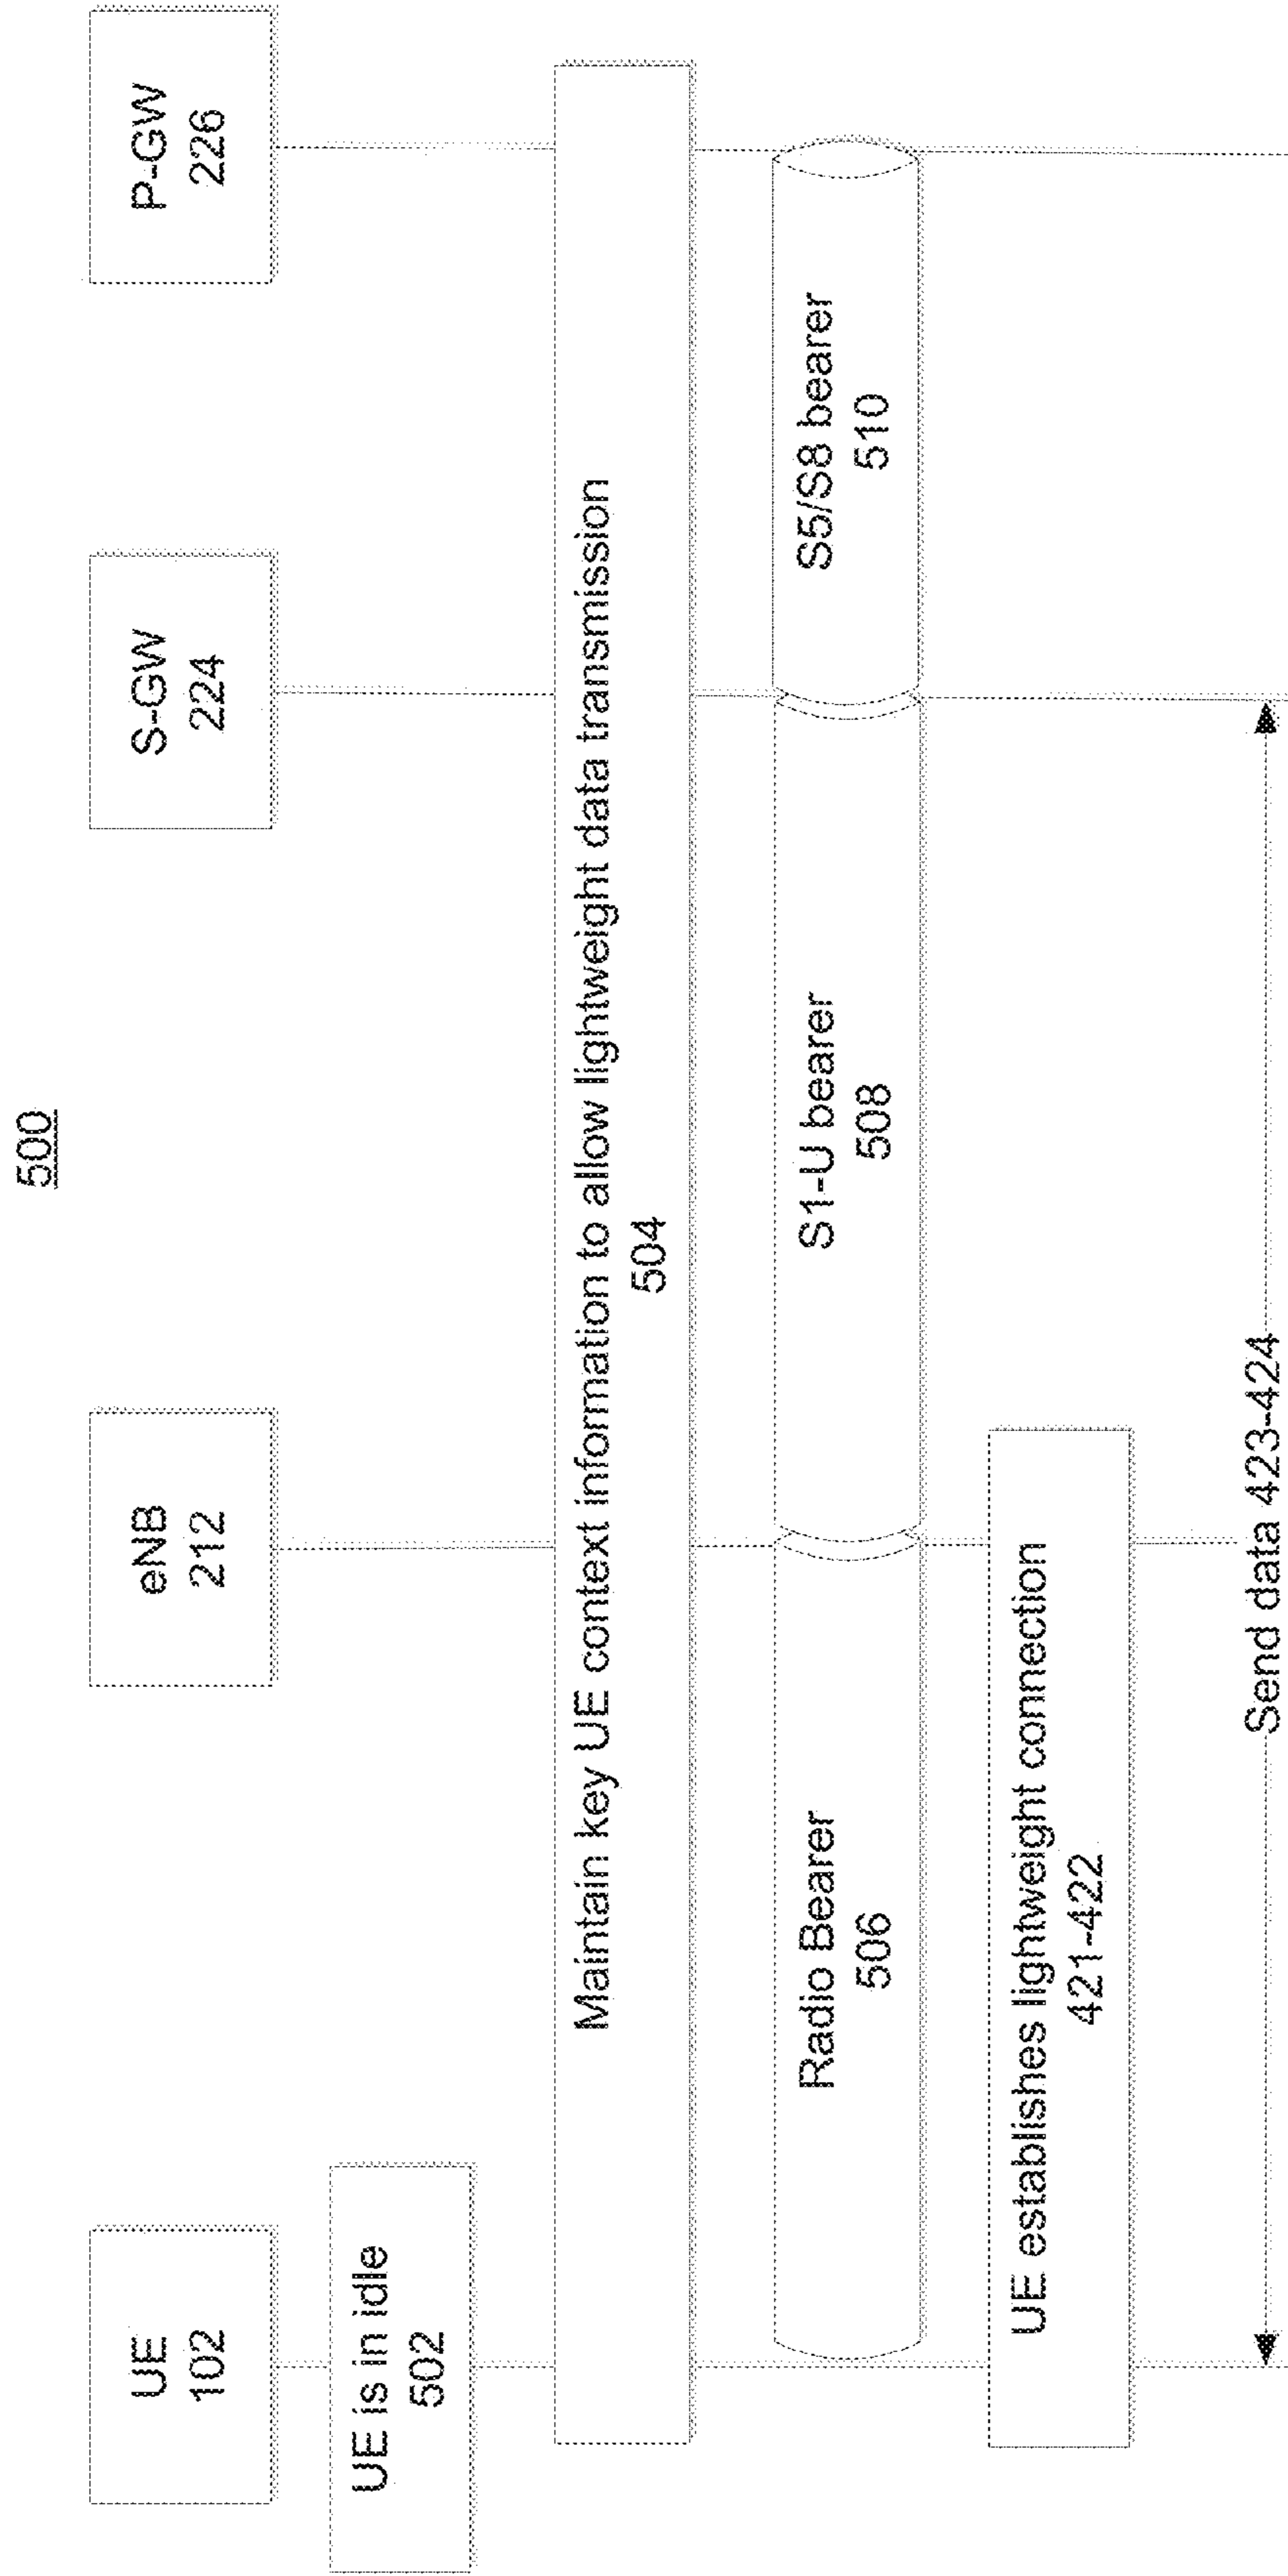 500
UE
102
eNB
212
S-GW
224
P-GW
226
UE is in idle
502
Maintain key UE context information to allow lightweight data transmission
504
Radio Bearer
506
S1-U bearer
508
S5/S8 bearer
510
UE establishes lightweight connection
421-422
Send data 423-424